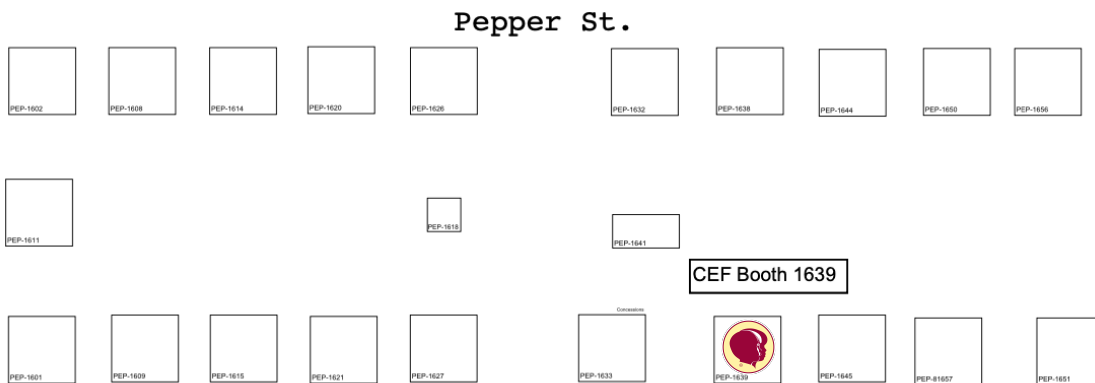 Pepper St.
PEP-1602 PEP-1608 PEP-1614 PEP-1620 PEP-1626 PEP-1632 PEP-1638 PEP-1644 PEP-1650 PEP-1656
PEP-1611 PEP-1618 PEP-1641
CEF Booth 1639
Concessions
PEP-1601 PEP-1609 PEP-1615 PEP-1621 PEP-1627 PEP-1633 PEP-1639 PEP-1645 PEP-81657 PEP-1651